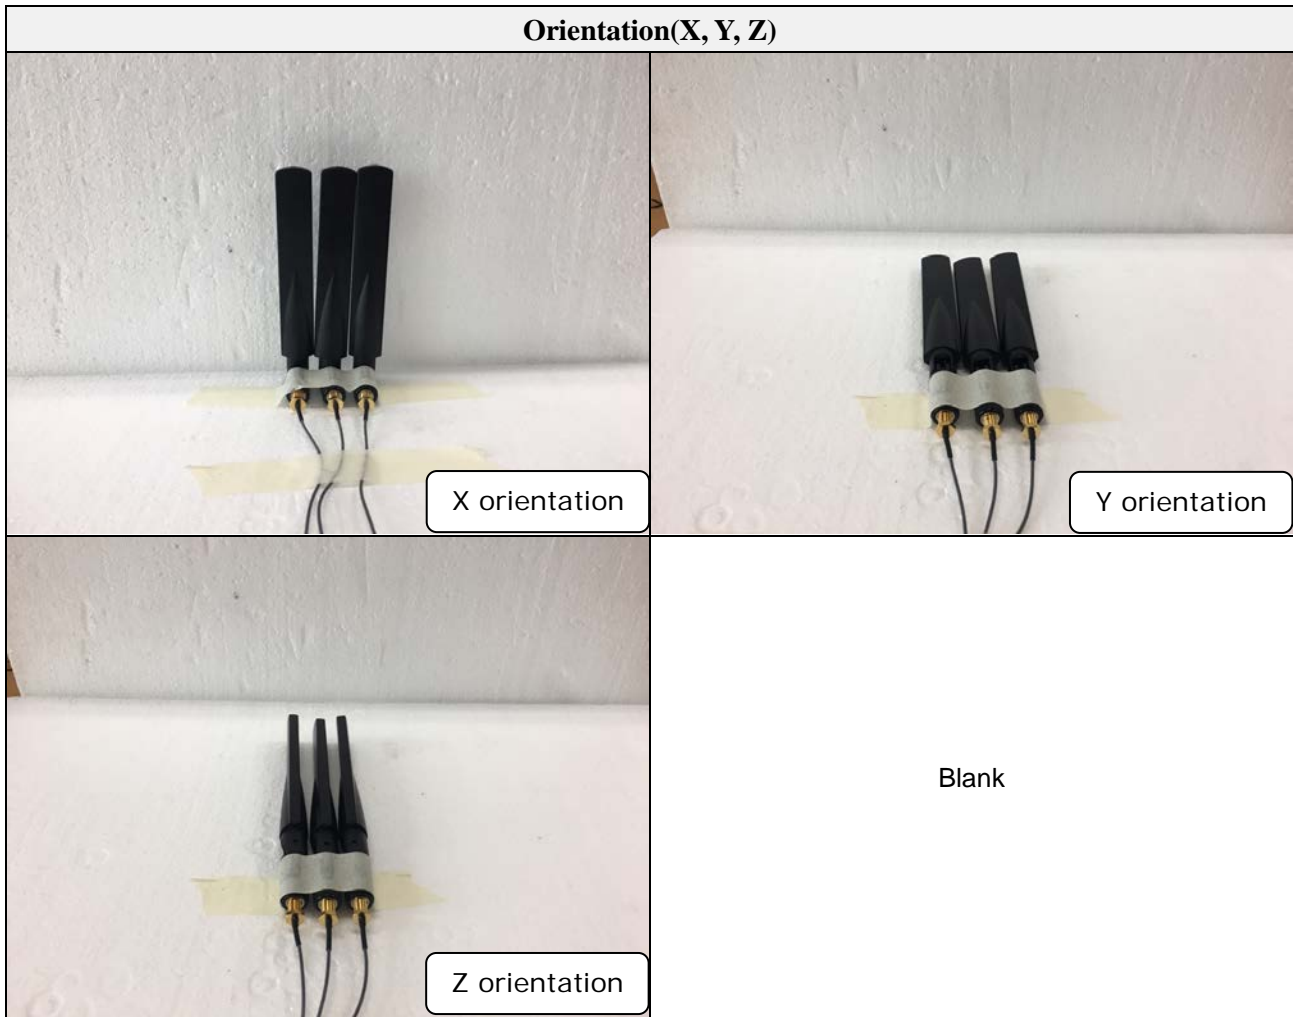 Orientation(X, Y, Z)
X orientation
Y orientation
Z orientation
Blank